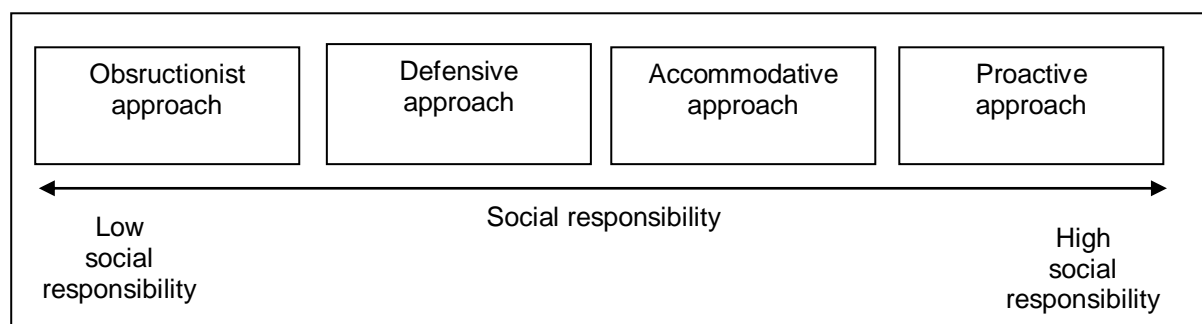 Obsructionist
approach
Defensive
approach
Accommodative
approach
Proactive
approach
Social responsibility
Low
social
responsibility
High
social
responsibility